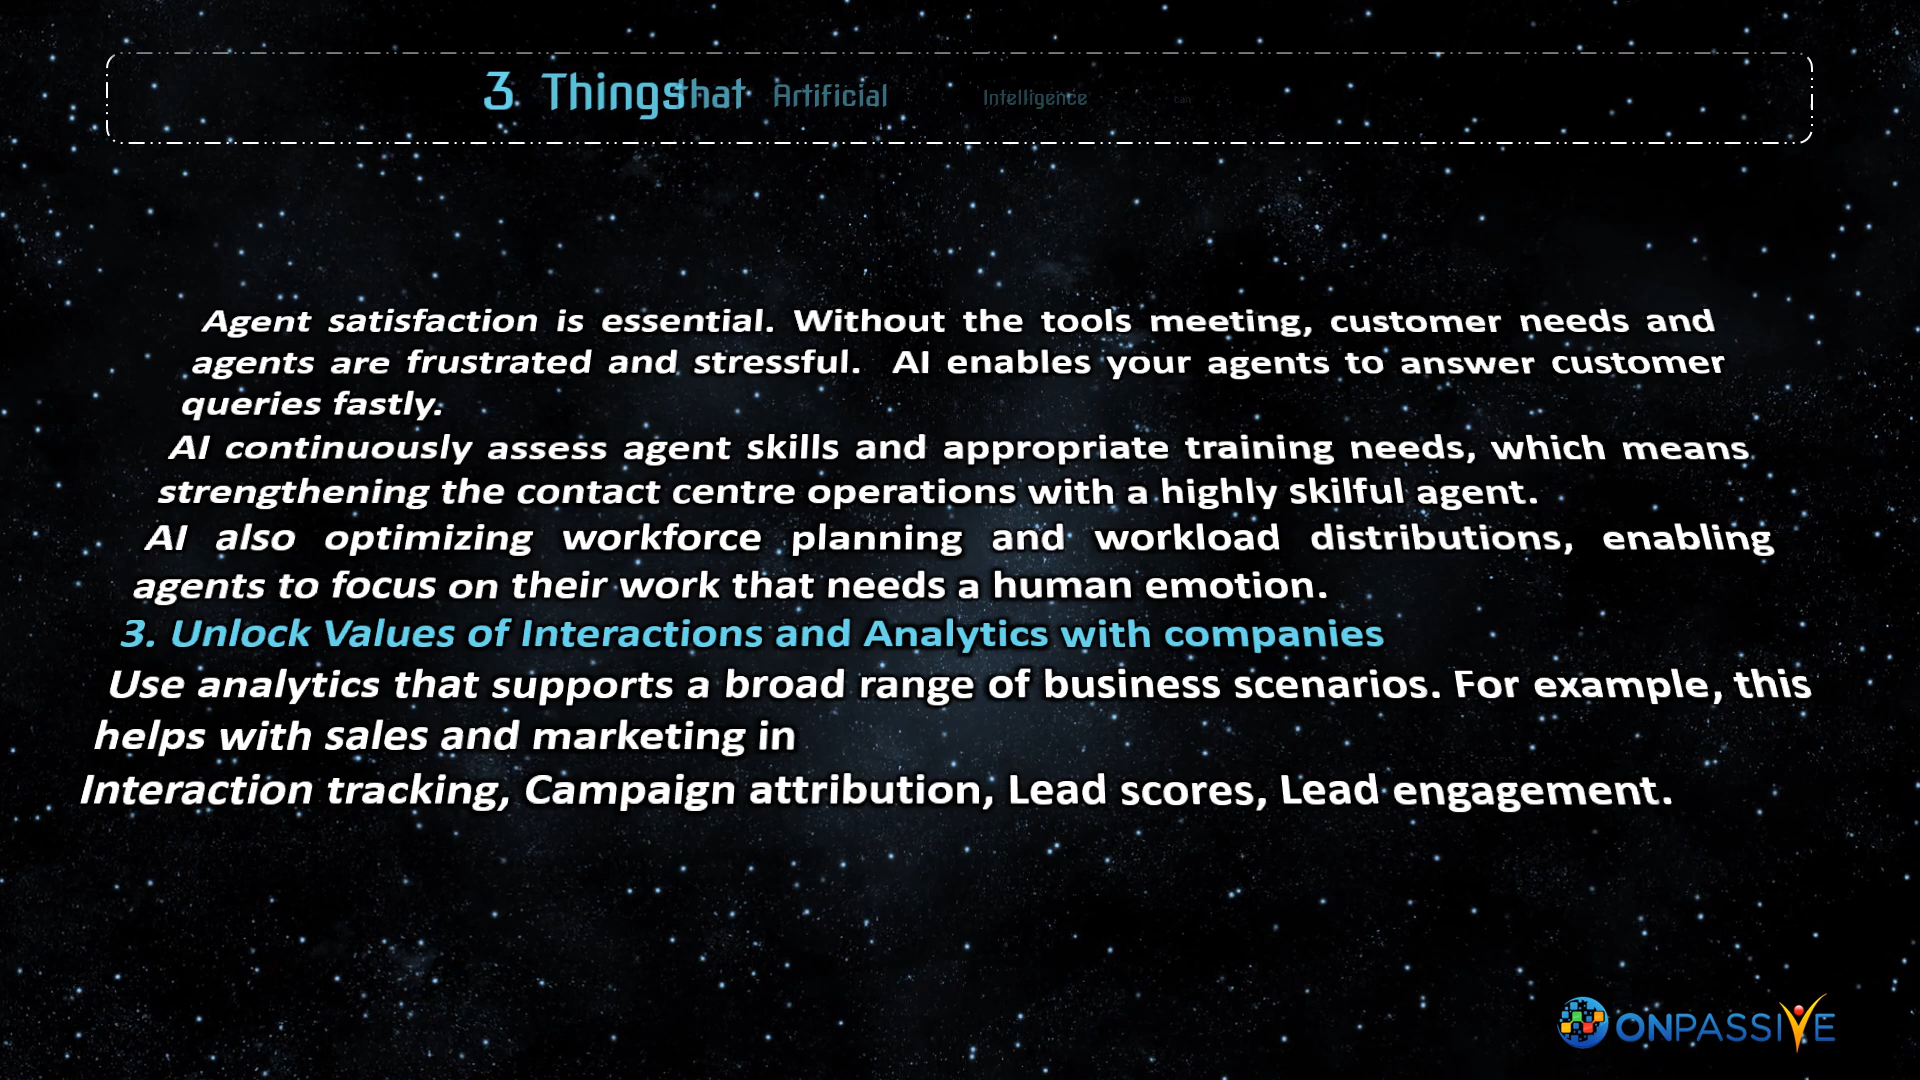 3 Things that Artificial Intelligence can
Agent satisfaction is essential. Without the tools meeting, customer needs and
agents are frustrated and stressful. AI enables your agents to answer customer
queries fastly.
AI continuously assess agent skills and appropriate training needs, which means
strengthening the contact centre operations with a highly skilful agent.
AI also optimizing workforce planning and workload distributions, enabling
agents to focus on their work that needs a human emotion.
3. Unlock Values of Interactions and Analytics with companies
Use analytics that supports a broad range of business scenarios. For example, this
helps with sales and marketing in
Interaction tracking, Campaign attribution, Lead scores, Lead engagement.
ONPASSIVE